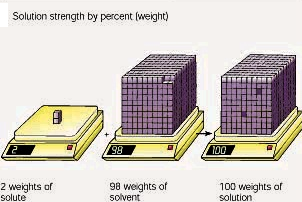 Solution strength by percent (weight)
2
+
98
100
2 weights of
solute
98 weights of
solvent
100 weights of
solution